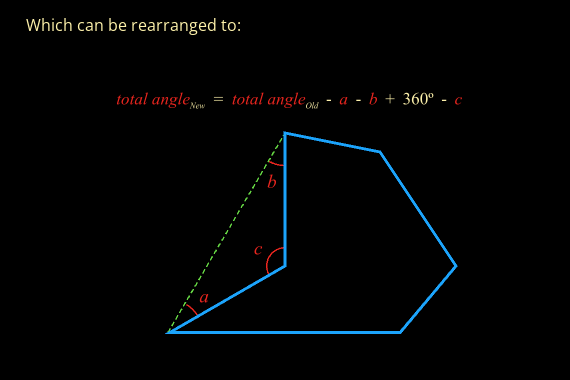 Which can be rearranged to:
total angleNew = total angleOld - a - b + 360º - c
b
c
a